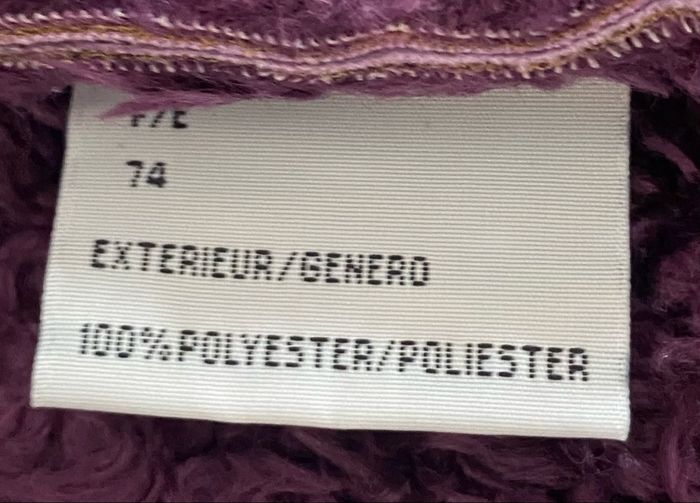 F/E
74
EXTERIEUR/GENERO
100%POLYESTER/POLIESTER